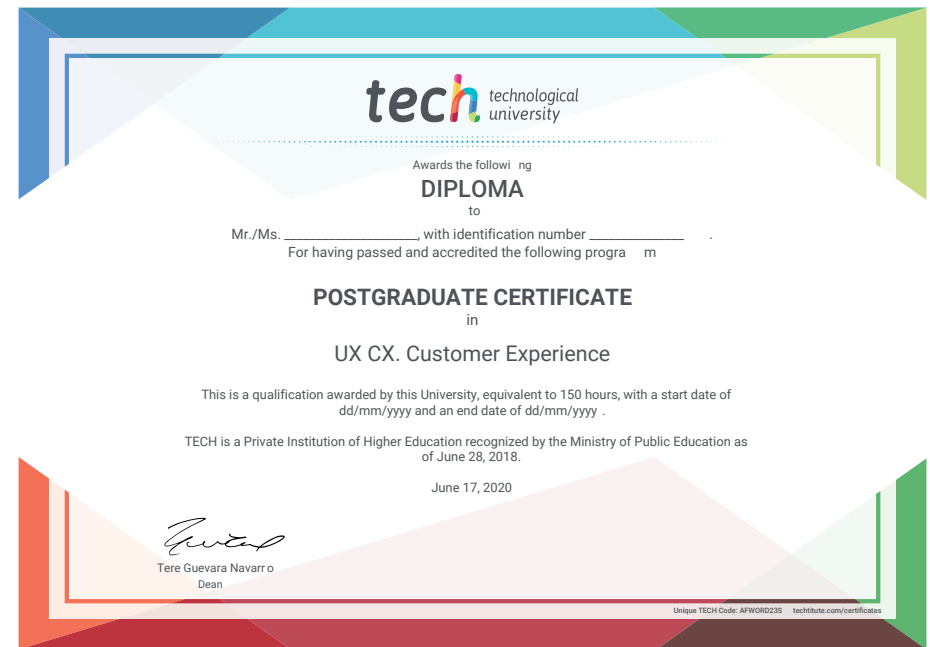 tech technological
university
Awards the followi ng
DIPLOMA
to
Mr./Ms. ____________________, with identification number ______________ .
For having passed and accredited the following progra m
POSTGRADUATE CERTIFICATE
in
UX CX. Customer Experience
This is a qualification awarded by this University, equivalent to 150 hours, with a start date of
dd/mm/yyyy and an end date of dd/mm/yyyy .
TECH is a Private Institution of Higher Education recognized by the Ministry of Public Education as
of June 28, 2018.
June 17, 2020
Tere Guevara Navarr o
Dean
Unique TECH Code: AFWORD23S techtitute.com/certificates